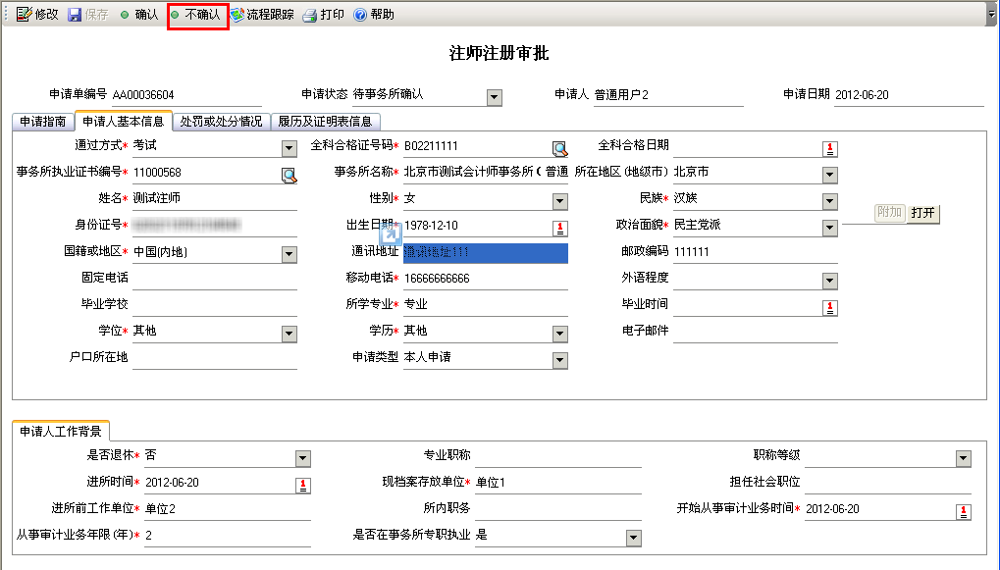 修改 保存 确认 不确认 流程跟踪 打印 帮助
注师注册审批
申请单编号 AA00036604 申请状态 待事务所确认 申请人 普通用户2 申请日期 2012-06-20
申请指南 申请人基本信息 处罚或处分情况 履历及证明表信息
通过方式* 考试 全科合格证号码* B02211111 全科合格日期
事务所执业证书编号* 11000568 事务所名称* 北京市测试会计师事务所（普通 所在地区(地级市) 北京市
姓名* 测试注师 性别* 女 民族* 汉族
附加 打开
身份证号* 出生日期* 1978-12-10 政治面貌* 民主党派
国籍或地区* 中国(内地) 通讯地址 通讯地址111 邮政编码 111111
固定电话 移动电话* 16666666666 外语程度
毕业学校 所学专业* 专业 毕业时间
学位* 其他 学历* 其他 电子邮件
户口所在地 申请类型 本人申请
申请人工作背景
是否退休* 否 专业职称 职称等级
进所时间* 2012-06-20 现档案存放单位* 单位1 担任社会职位
进所前工作单位* 单位2 所内职务 开始从事审计业务时间* 2012-06-20
从事审计业务年限(年)* 2 是否在事务所专职执业 是